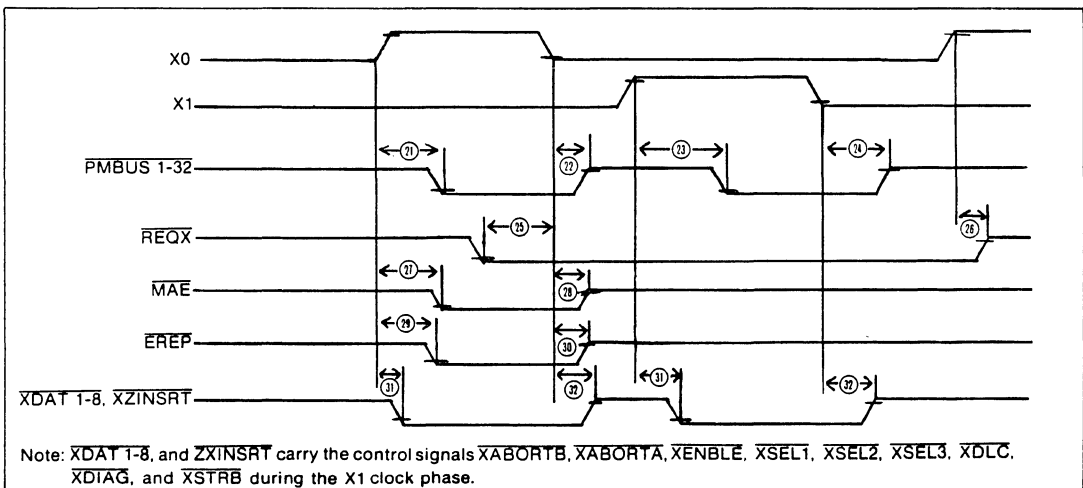 X0
X1
PMBUS 1-32
21
22
23
24
REQX
25
26
MAE
27
28
EREP
29
30
XDAT 1-8, XZINSRT
31
32
31
32
Note: XDAT 1-8, and ZXINSRT carry the control signals XABORTB, XABORTA, XENBLE, XSEL1, XSEL2, XSEL3, XDLC,
XDIAG, and XSTRB during the X1 clock phase.